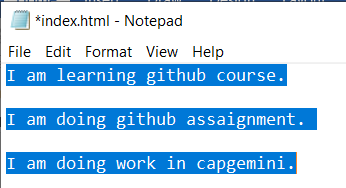 *index.html - Notepad
File Edit Format View Help
I am learning github course.
I am doing github assaignment.
I am doing work in capgemini.